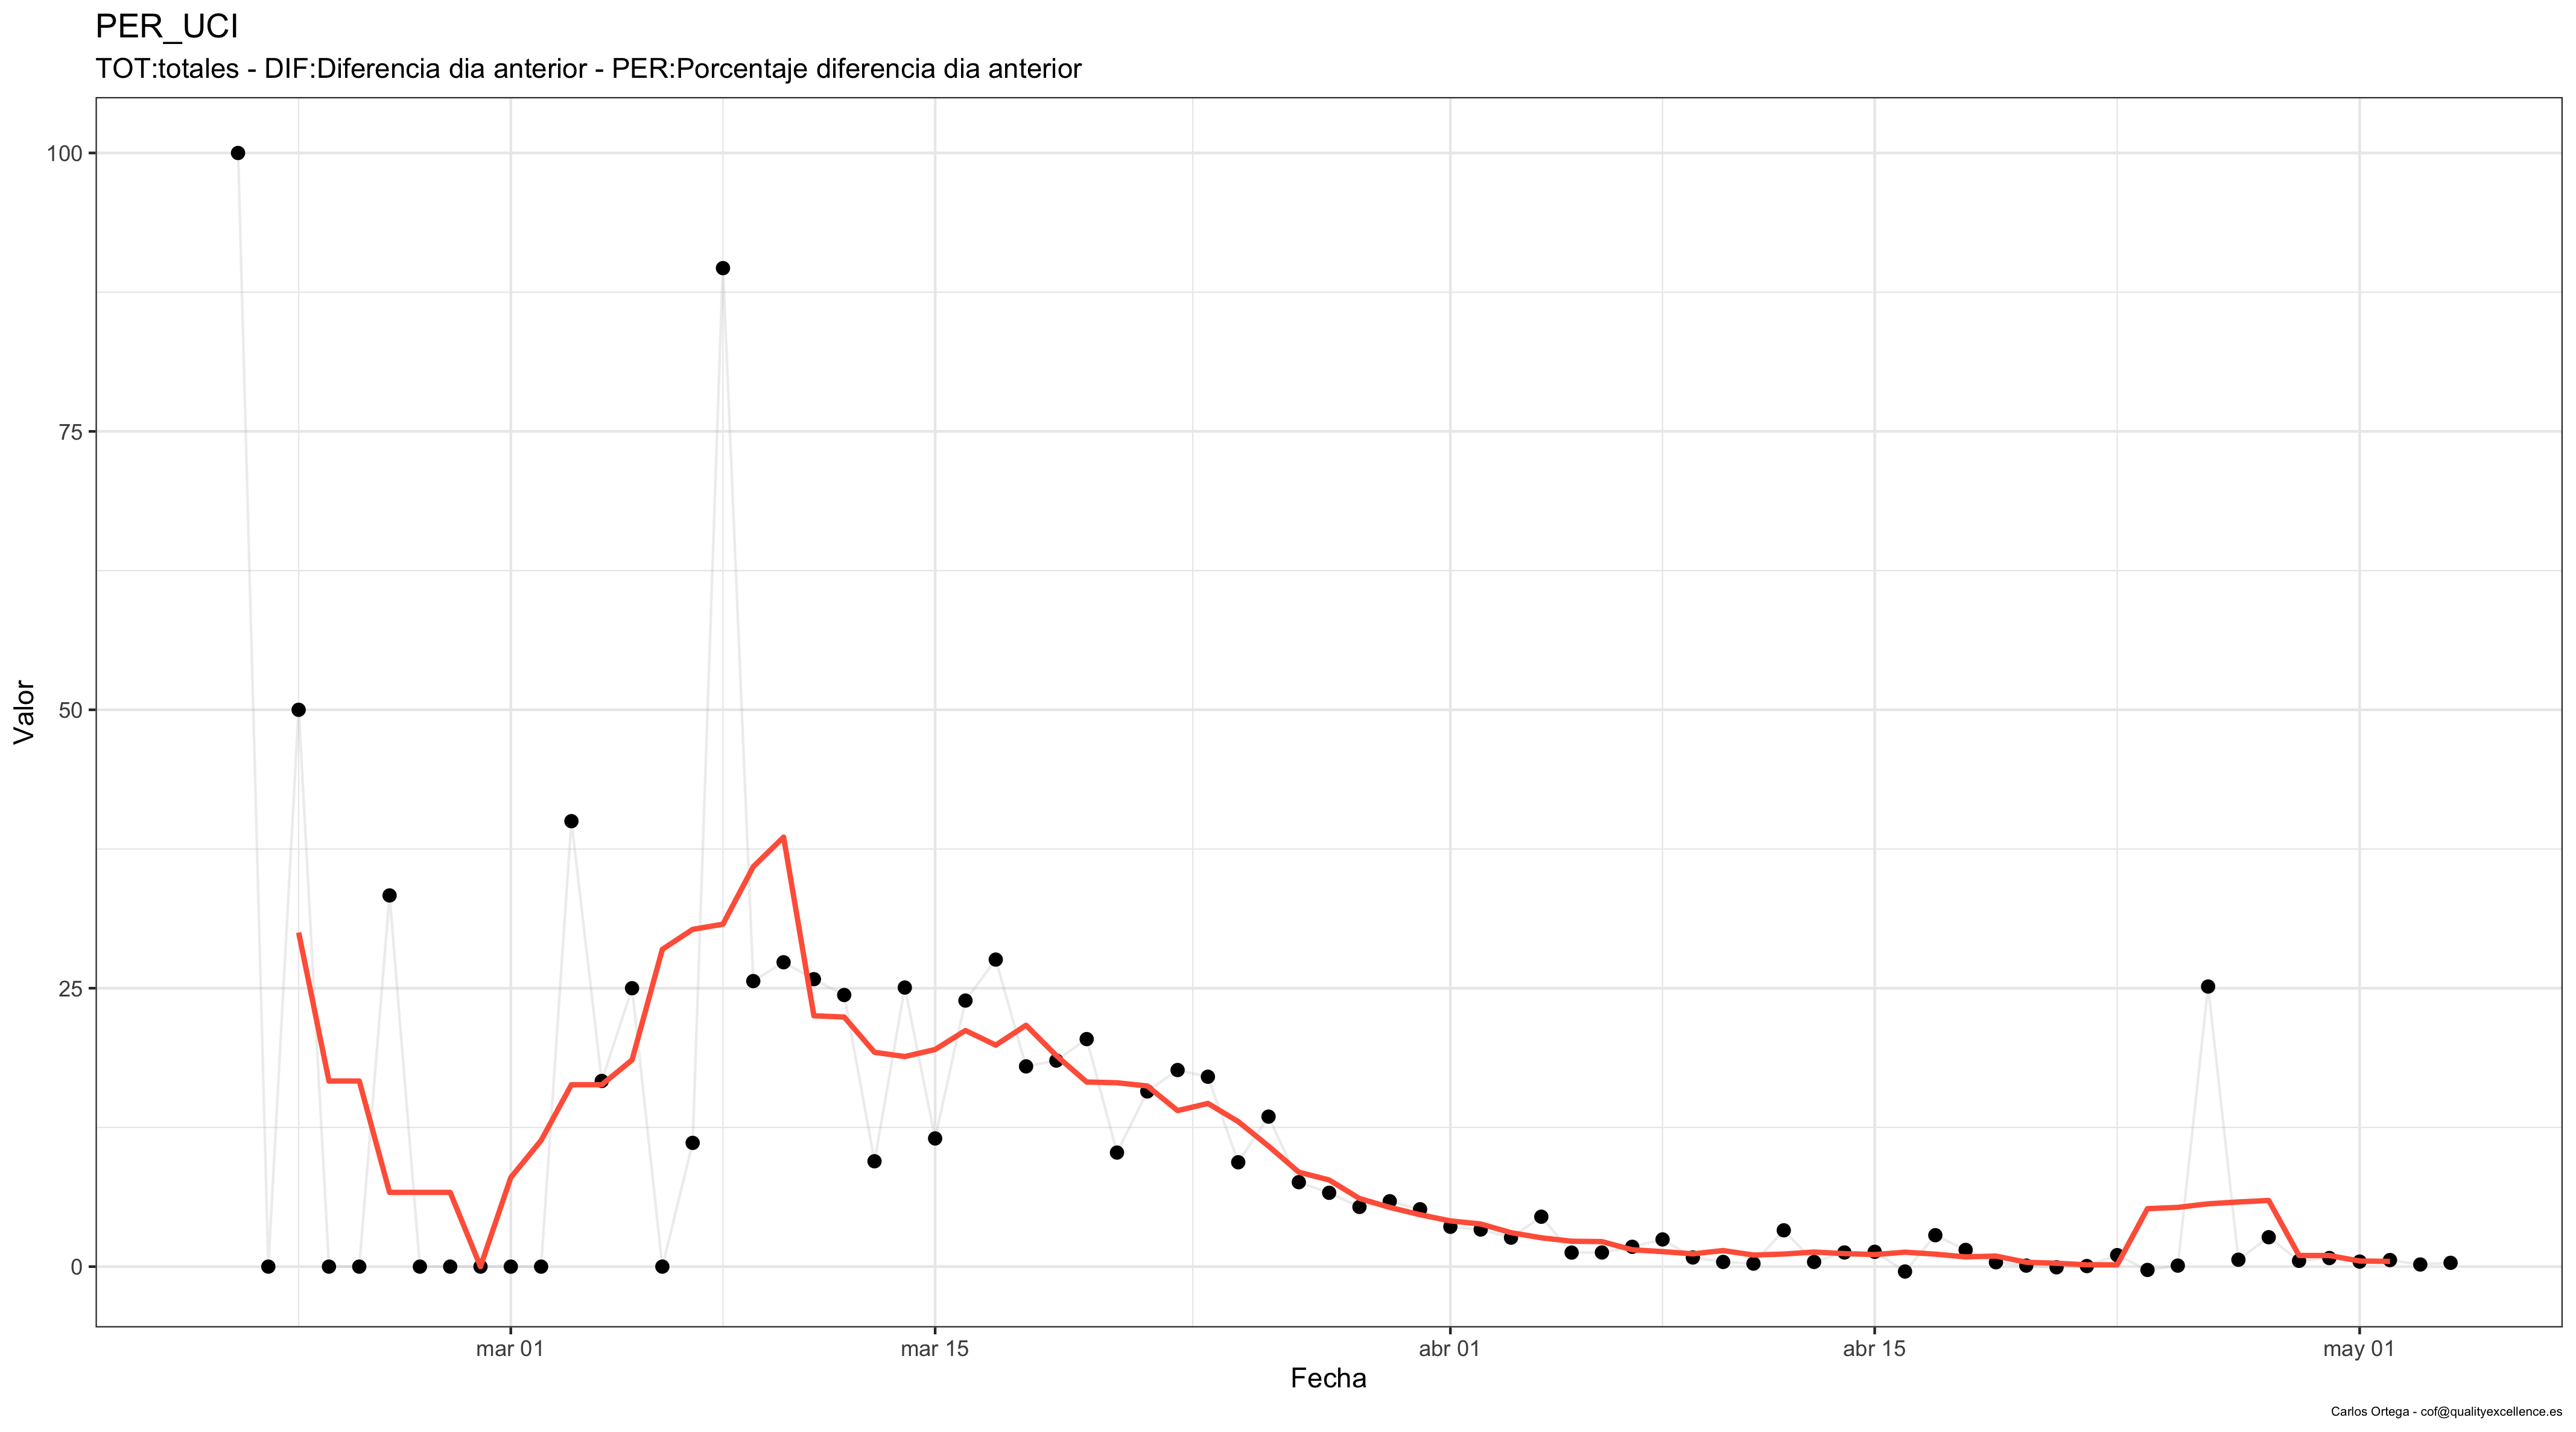 PER_UCI
TOT:totales - DIF:Diferencia dia anterior - PER:Porcentaje diferencia dia anterior
Valor
100
75
50
25
0
mar 01
mar 15
abr 01
abr 15
may 01
Fecha
Carlos Ortega - cof@qualityexcellence.es